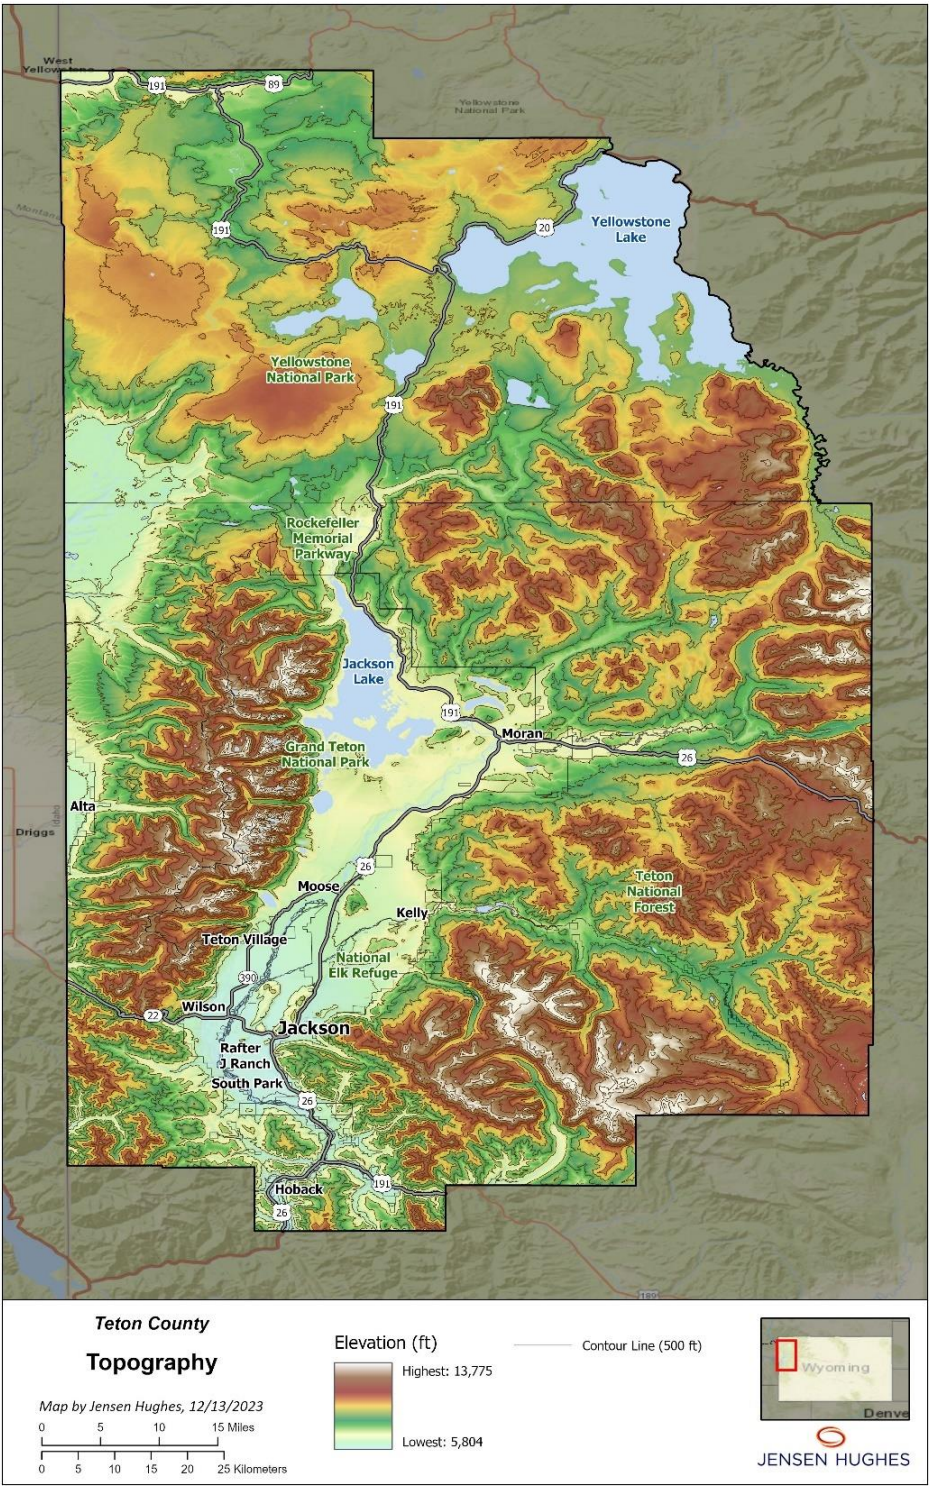 West
Yellowstone
191
89
Yellowstone
National Park
Montana
191
20
Yellowstone
Lake
Yellowstone
National Park
191
Rockefeller
Memorial
Parkway
Jackson
Lake
191
Moran
Grand Teton
National Park
26
Alta
Idaho
Driggs
26
Moose
Teton
National
Forest
Kelly
Teton Village
National
Elk Refuge
390
Wilson
22
Jackson
Rafter
J Ranch
South Park
26
Hoback
191
26
189
Teton County
Topography
Map by Jensen Hughes, 12/13/2023
0 5 10 15 Miles
0 5 10 15 20 25 Kilometers
Elevation (ft)
Highest: 13,775
Lowest: 5,804
Contour Line (500 ft)
Wyoming
Denve
JENSEN HUGHES